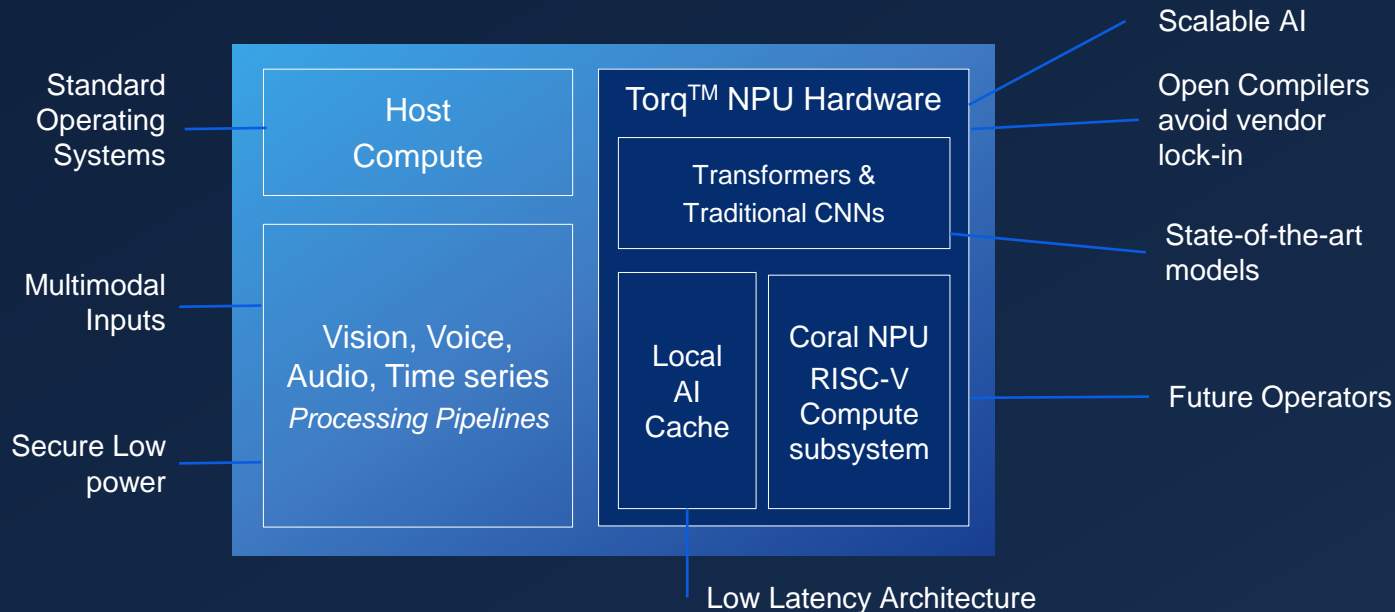 Standard
Operating
Systems
Multimodal
Inputs
Secure Low
power
Host
Compute
Vision, Voice,
Audio, Time series
Processing Pipelines
Torq™ NPU Hardware
Transformers &
Traditional CNNs
Local
AI
Cache
Coral NPU
RISC-V
Compute
subsystem
Scalable AI
Open Compilers
avoid vendor
lock-in
State-of-the-art
models
Future Operators
Low Latency Architecture